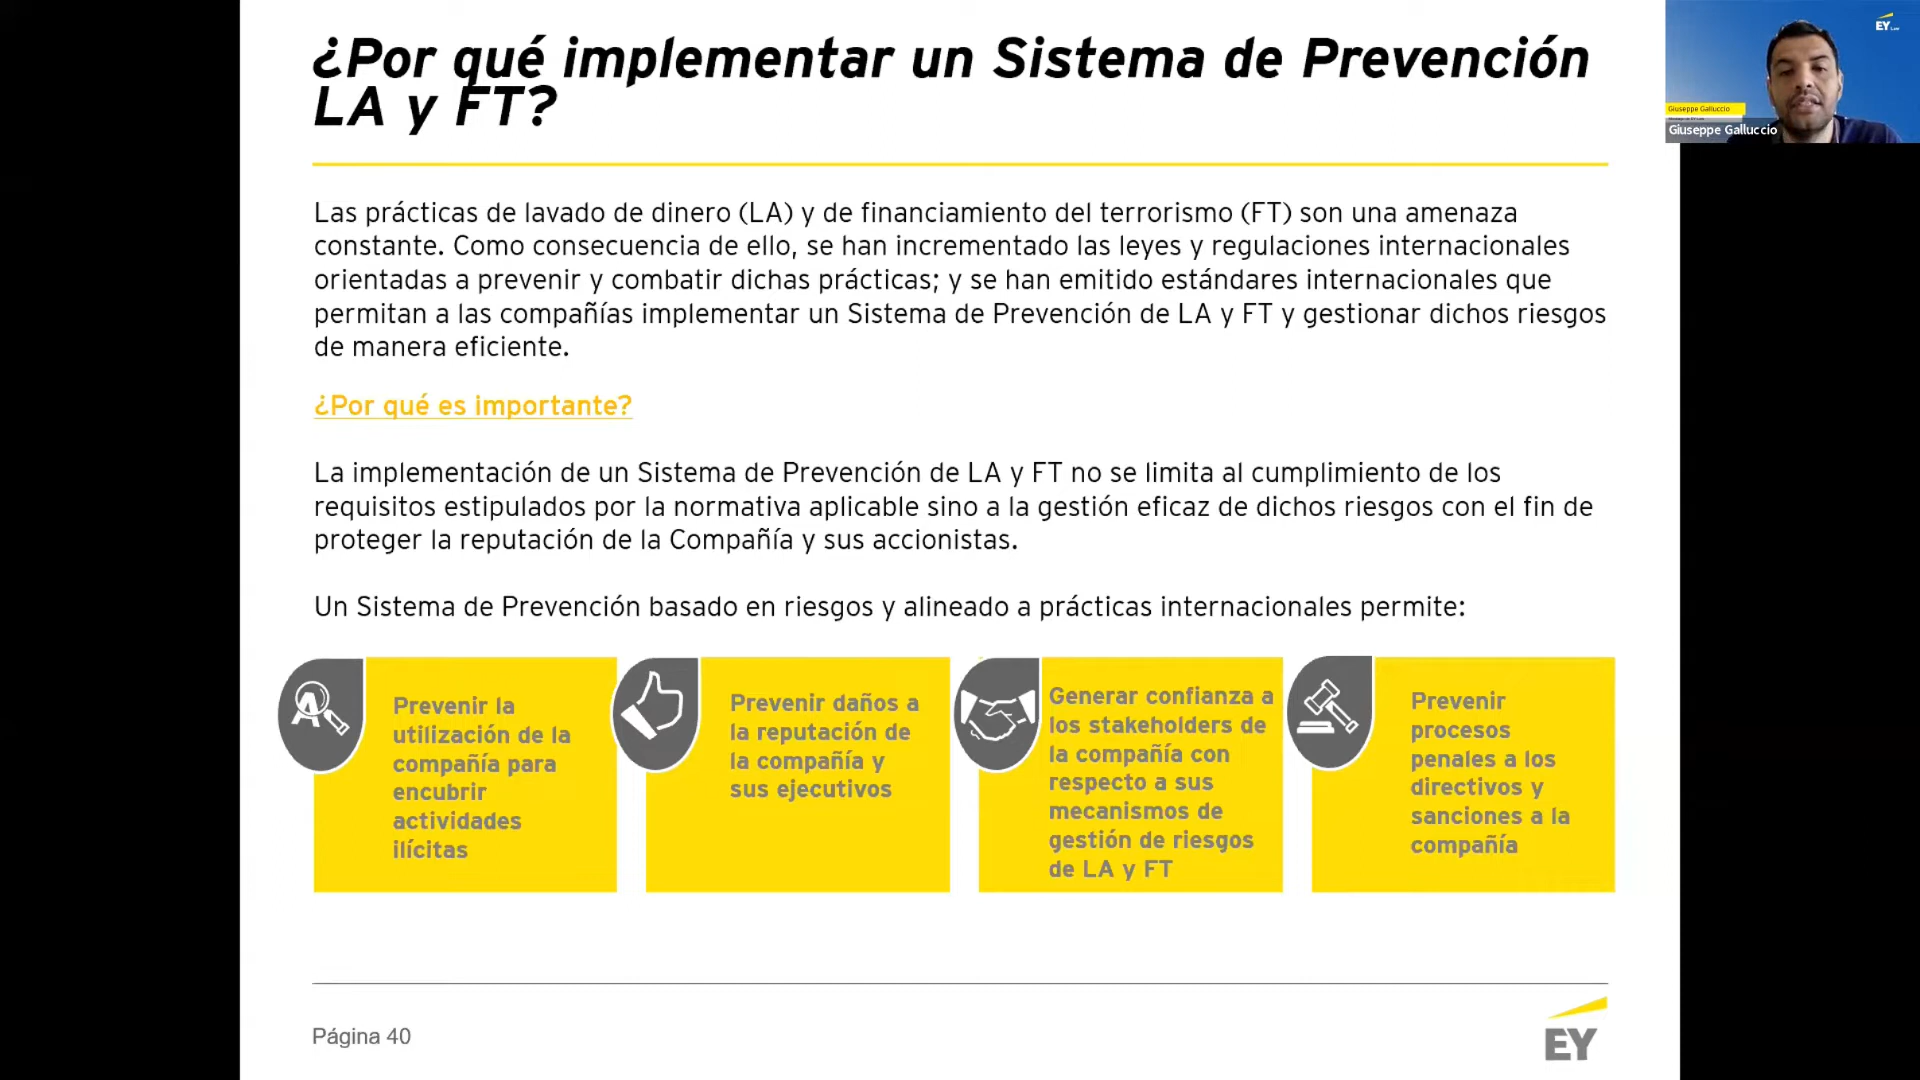 ¿Por qué implementar un Sistema de Prevención
LA y FT?
Las prácticas de lavado de dinero (LA) y de financiamiento del terrorismo (FT) son una amenaza
constante. Como consecuencia de ello, se han incrementado las leyes y regulaciones internacionales
orientadas a prevenir y combatir dichas prácticas; y se han emitido estándares internacionales que
permitan a las compañías implementar un Sistema de Prevención de LA y FT y gestionar dichos riesgos
de manera eficiente.
¿Por qué es importante?
La implementación de un Sistema de Prevención de LA y FT no se limita al cumplimiento de los
requisitos estipulados por la normativa aplicable sino a la gestión eficaz de dichos riesgos con el fin de
proteger la reputación de la Compañía y sus accionistas.
Un Sistema de Prevención basado en riesgos y alineado a prácticas internacionales permite:
A
Prevenir la
utilización de la
compañía para
encubrir
actividades
ilícitas
Prevenir daños a
la reputación de
la compañía y
sus ejecutivos
Generar confianza a
los stakeholders de
la compañía con
respecto a sus
mecanismos de
gestión de riesgos
de LA y FT
Prevenir
procesos
penales a los
directivos y
sanciones a la
compañía
Página 40
EY
EY
Giuseppe Galluccio
Giuseppe Galluccio